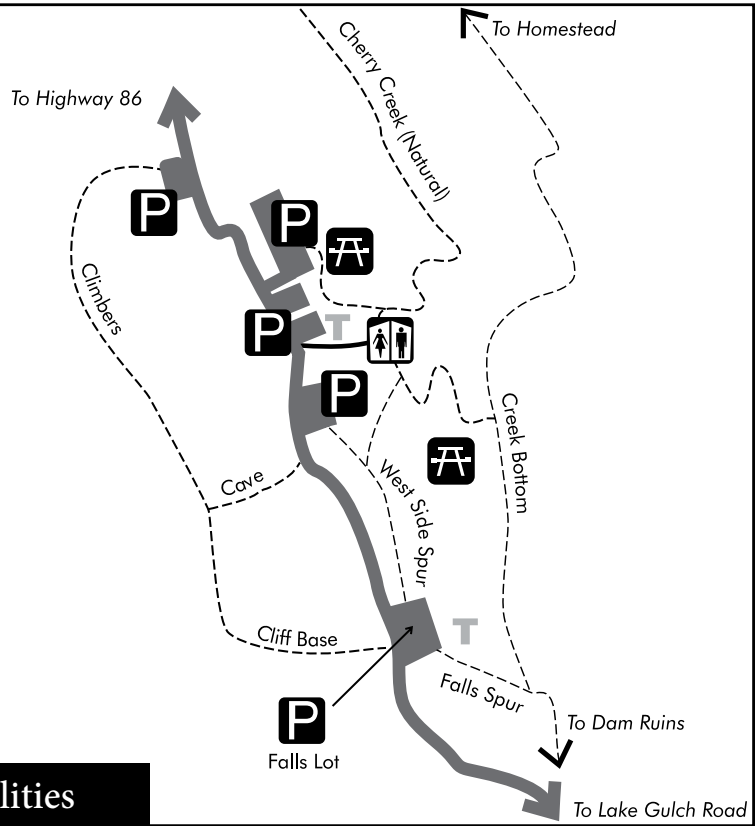 To Homestead
Cherry Creek (Natural)
To Highway 86
P
P
Climbers
P
T
P
Creek Bottom
Cave
West Side Spur
T
Cliff Base
Falls Spur
P
Falls Lot
To Dam Ruins
lities
To Lake Gulch Road